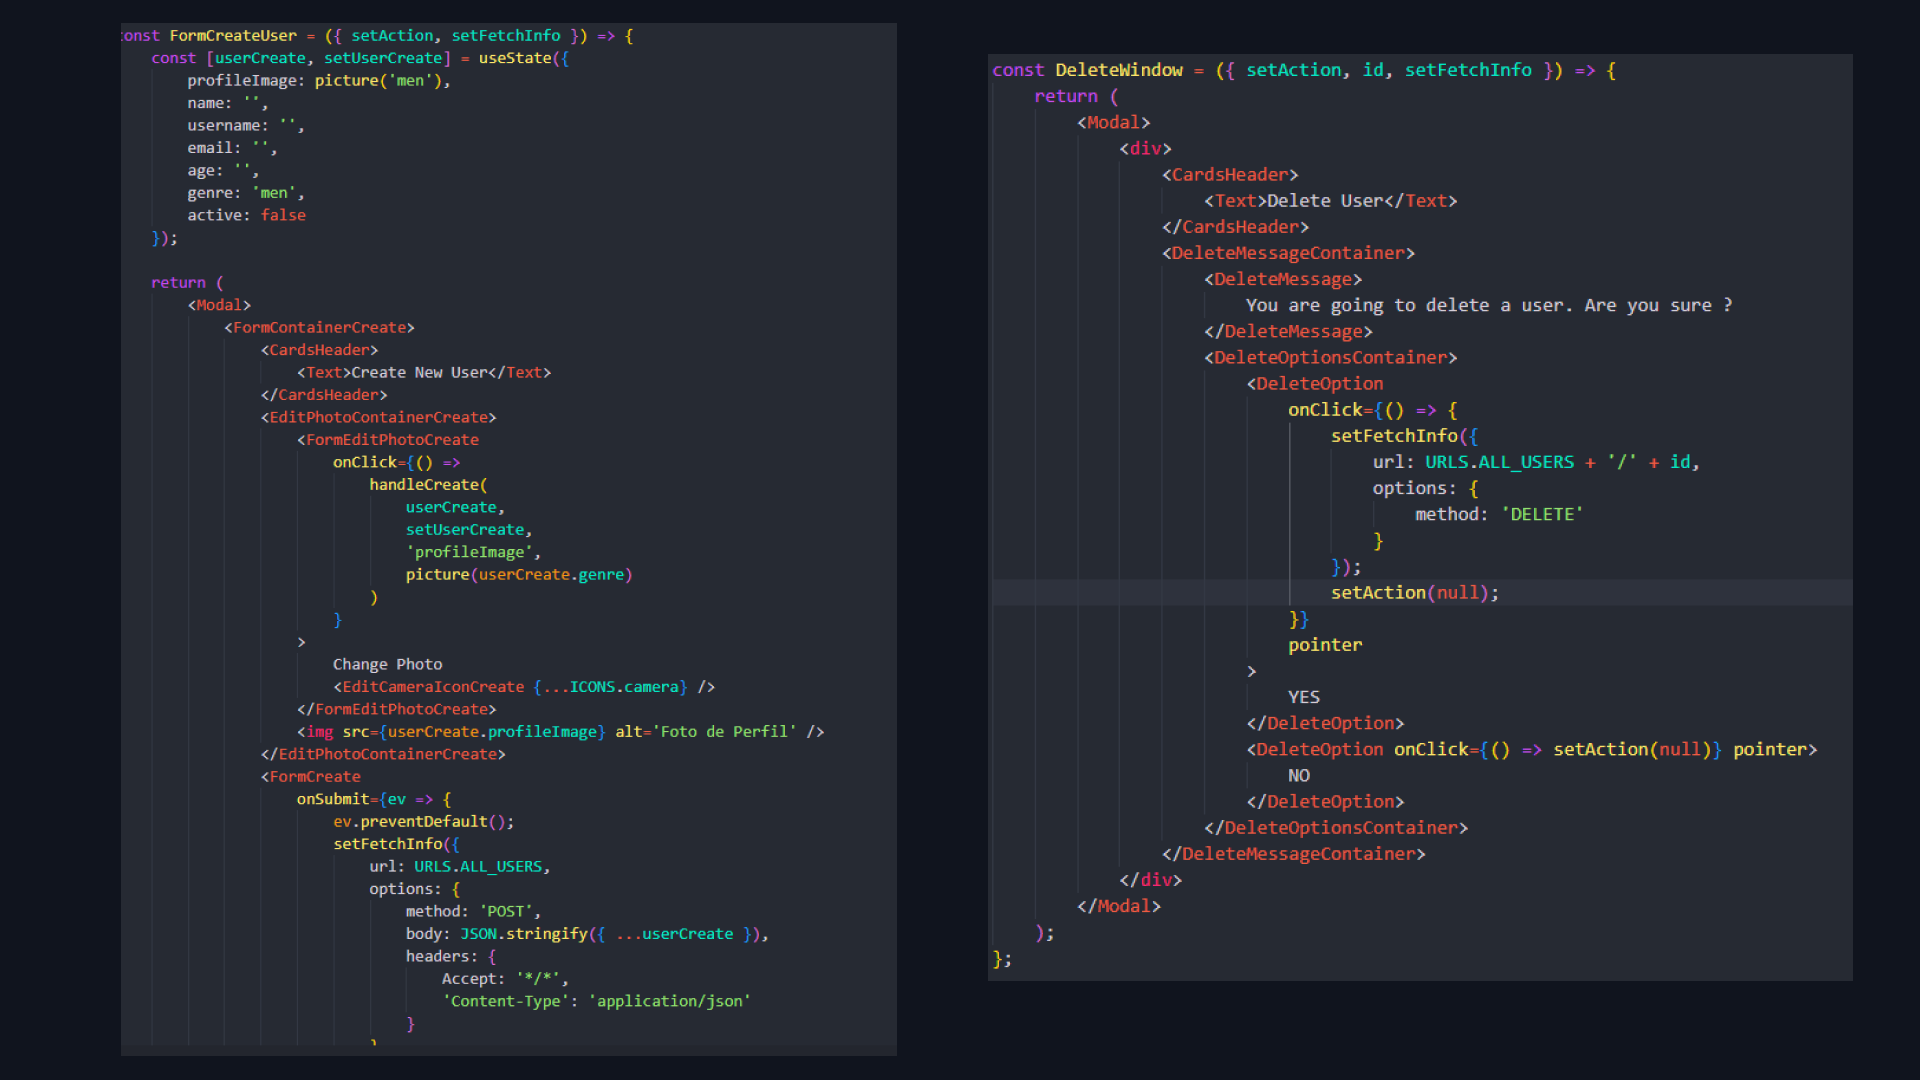 const FormCreateUser = ({ setAction, setFetchInfo }) => {
    const [userCreate, setUserCreate] = useState({
        profileImage: picture('men'),
        name: '',
        username: '',
        email: '',
        age: '',
        genre: 'men',
        active: false
    });

    return (
        <Modal>
            <FormContainerCreate>
                <CardsHeader>
                    <Text>Create New User</Text>
                </CardsHeader>
                <EditPhotoContainerCreate>
                    <FormEditPhotoCreate
                        onClick={() =>
                            handleCreate(
                                userCreate,
                                setUserCreate,
                                'profileImage',
                                picture(userCreate.genre)
                            )
                        }
                    >
                        Change Photo
                        <EditCameraIconCreate {...ICONS.camera} />
                    </FormEditPhotoCreate>
                    <img src={userCreate.profileImage} alt='Foto de Perfil' />
                </EditPhotoContainerCreate>
                <FormCreate
                    onSubmit={ev => {
                        ev.preventDefault();
                        setFetchInfo({
                            url: URLS.ALL_USERS,
                            options: {
                                method: 'POST',
                                body: JSON.stringify({ ...userCreate }),
                                headers: {
                                    Accept: '*/*',
                                    'Content-Type': 'application/json'
                                }
                            }
const DeleteWindow = ({ setAction, id, setFetchInfo }) => {
    return (
        <Modal>
            <div>
                <CardsHeader>
                    <Text>Delete User</Text>
                </CardsHeader>
                <DeleteMessageContainer>
                    <DeleteMessage>
                        You are going to delete a user. Are you sure ?
                    </DeleteMessage>
                    <DeleteOptionsContainer>
                        <DeleteOption
                            onClick={() => {
                                setFetchInfo({
                                    url: URLS.ALL_USERS + '/' + id,
                                    options: {
                                        method: 'DELETE'
                                    }
                                });
                                setAction(null);
                            }}
                            pointer
                        >
                            YES
                        </DeleteOption>
                        <DeleteOption onClick={() => setAction(null)} pointer>
                            NO
                        </DeleteOption>
                    </DeleteOptionsContainer>
                </DeleteMessageContainer>
            </div>
        </Modal>
    );
};